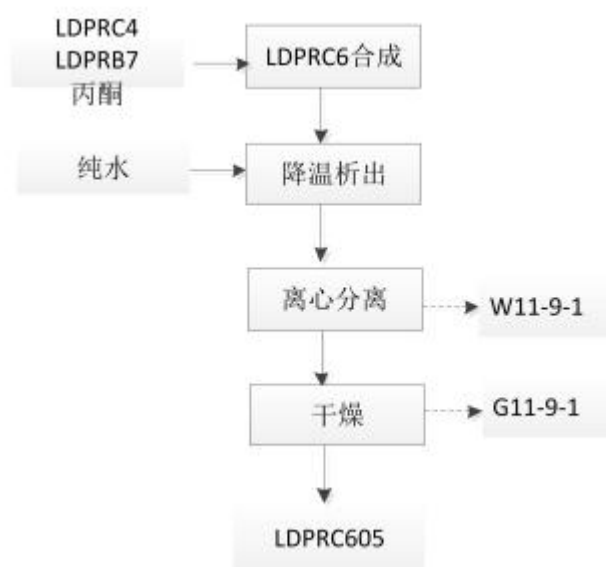 LDPRC4
LDPRB7
丙酮
LDPRC6合成
纯水
降温析出
离心分离
W11-9-1
干燥
G11-9-1
LDPRC605